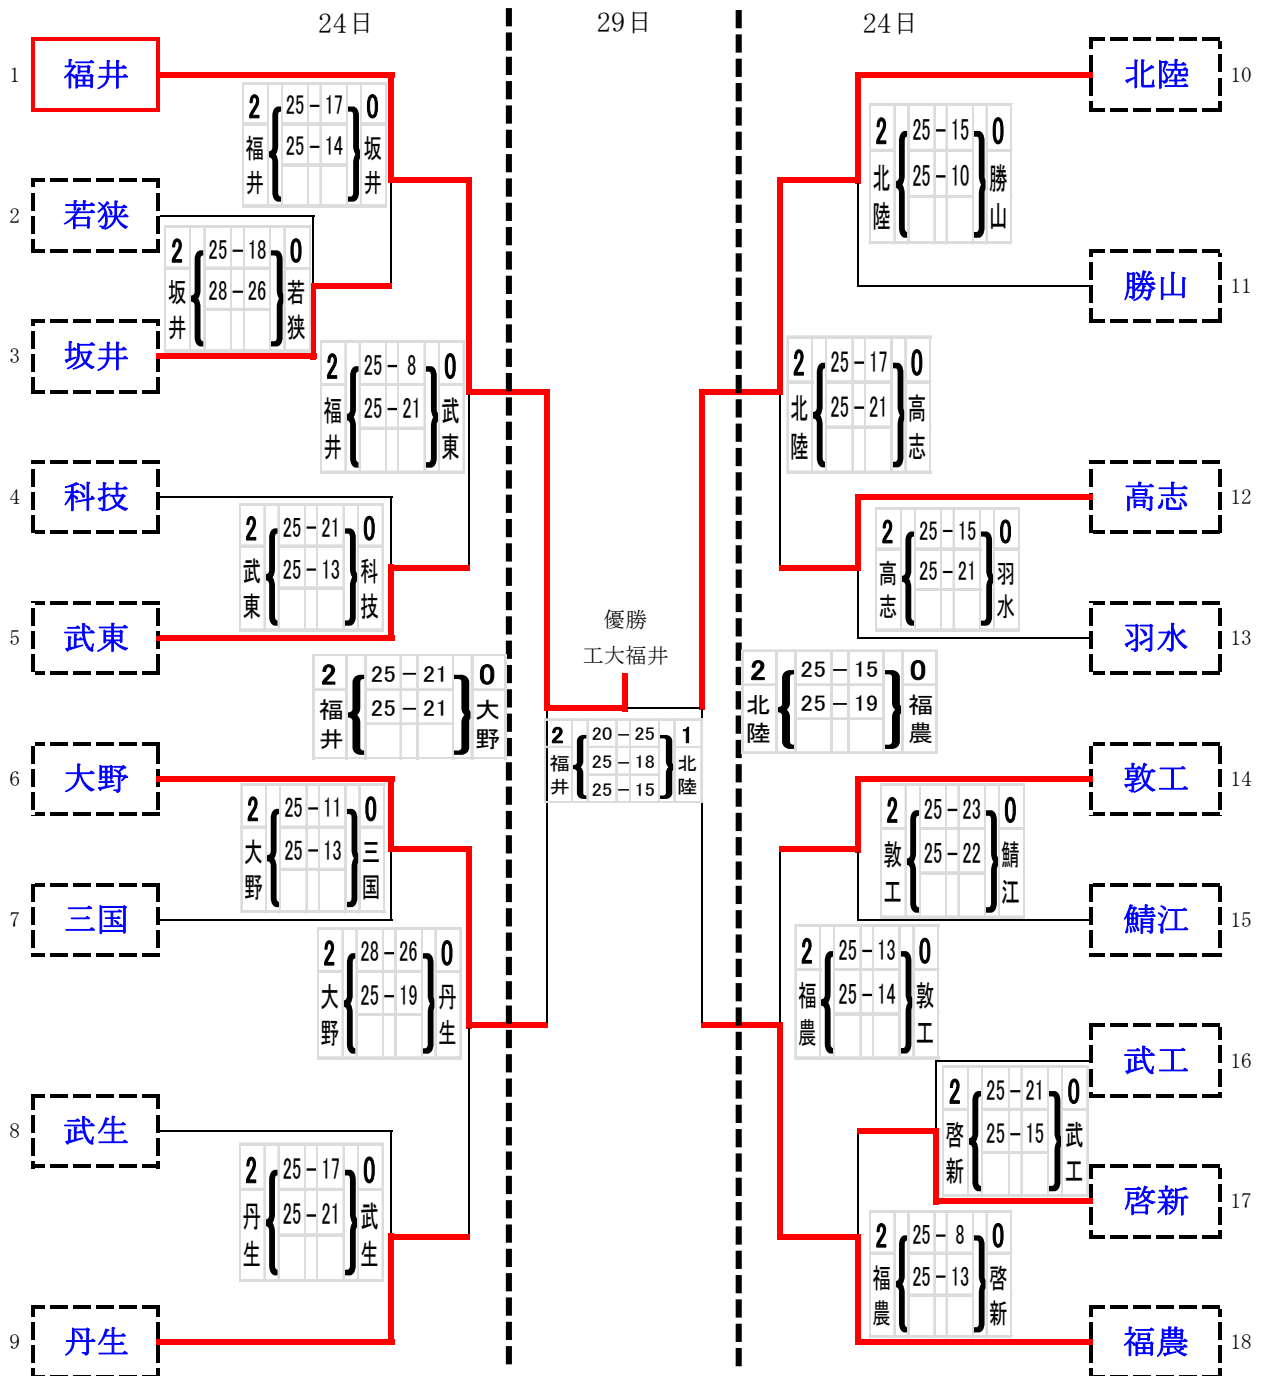 24日
29日
24日
1
福井
2
若狭
3
坂井
4
科技
5
武東
6
大野
7
三国
8
武生
9
丹生
2 福井 25-17 0 坂井
25-14
2 坂井 25-18 0 若狭
28-26
2 福井 25-8 0 武東
25-21
2 武東 25-21 0 科技
25-13
2 福井 25-21 0 大野
25-21
2 大野 25-11 0 三国
25-13
2 大野 28-26 0 丹生
25-19
2 丹生 25-17 0 武生
25-21
優勝
工大福井
2 福井 20-25 1 北陸
25-18
25-15
2 北陸 25-15 0 勝山
25-10
2 北陸 25-17 0 高志
25-21
2 高志 25-15 0 羽水
25-21
2 北陸 25-15 0 福農
25-19
2 敦工 25-23 0 鯖江
25-22
2 福農 25-13 0 敦工
25-14
2 啓新 25-21 0 武工
25-15
2 福農 25-8 0 啓新
25-13
北陸
10
勝山
11
高志
12
羽水
13
敦工
14
鯖江
15
武工
16
啓新
17
福農
18